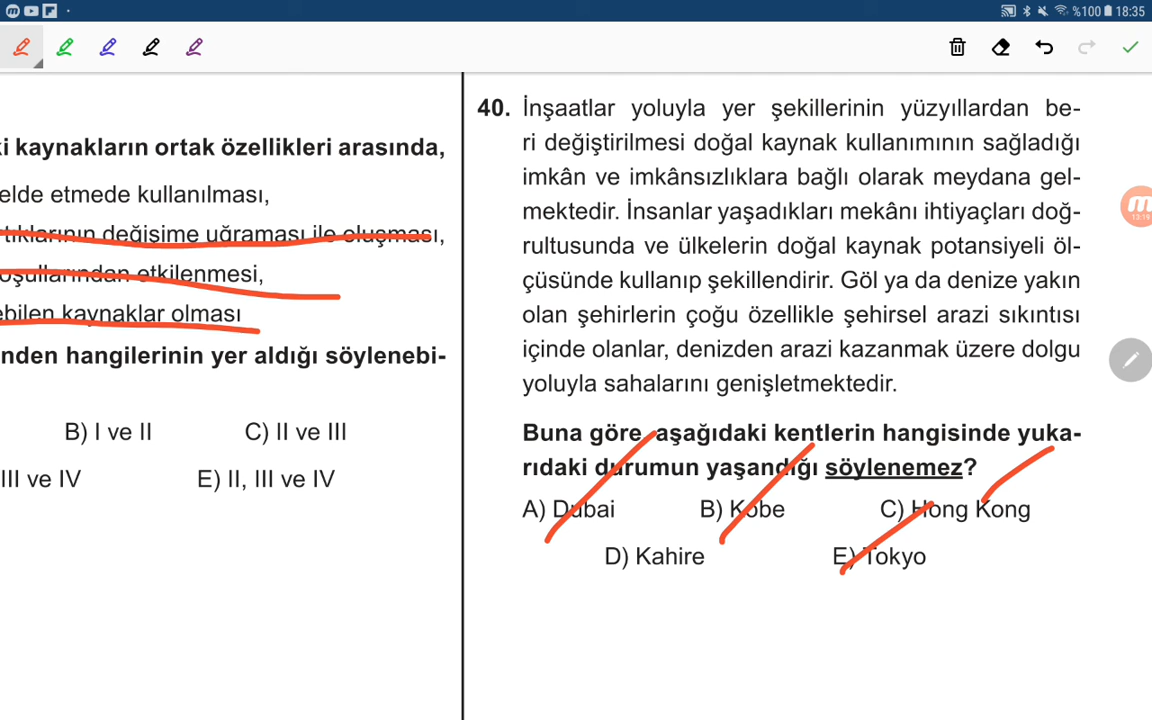 %100 18:35
ki kaynakların ortak özellikleri arasında,
elde etmede kullanılması,
rtıklarının değişime uğraması ile oluşması,
oşullarından etkilenmesi,
ebilen kaynaklar olması
nden hangilerinin yer aldığı söylenebi-
B) I ve II C) II ve III
III ve IV E) II, III ve IV
40. İnşaatlar yoluyla yer şekillerinin yüzyıllardan be-
ri değiştirilmesi doğal kaynak kullanımının sağladığı
imkân ve imkânsızlıklara bağlı olarak meydana gel-
mektedir. İnsanlar yaşadıkları mekânı ihtiyaçları doğ-
rultusunda ve ülkelerin doğal kaynak potansiyeli öl-
çüsünde kullanıp şekillendirir. Göl ya da denize yakın
olan şehirlerin çoğu özellikle şehirsel arazi sıkıntısı
içinde olanlar, denizden arazi kazanmak üzere dolgu
yoluyla sahalarını genişletmektedir.
Buna göre, aşağıdaki kentlerin hangisinde yuka-
rıdaki durumun yaşandığı söylenemez?
A) Dubai B) Kobe C) Hong Kong
D) Kahire E) Tokyo